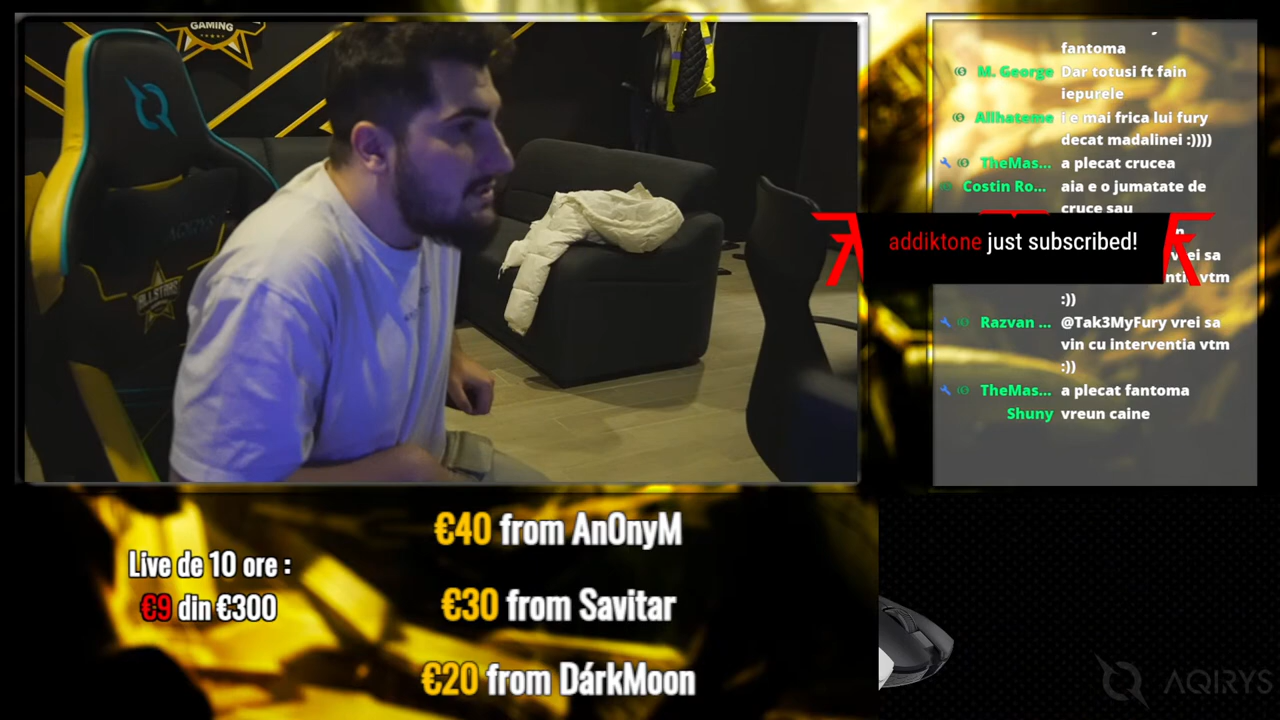 GAMING
ALLSTARS
fantoma
M. George Dar totusi ft fain
iepurele
Allhateme i e mai frica lui fury
decat madalinei :))))
TheMas... a plecat crucea
Costin Ro... aia e o jumatate de
cruce sau
addiktone just subscribed!
vrei sa
vtm
:))
Razvan ... @Tak3MyFury vrei sa
vin cu interventia vtm
:))
TheMas... a plecat fantoma
Shuny vreun caine
€40 from AnOnyM
Live de 10 ore :
€9 din €300
€30 from Savitar
€20 from DárkMoon
AQIRYS